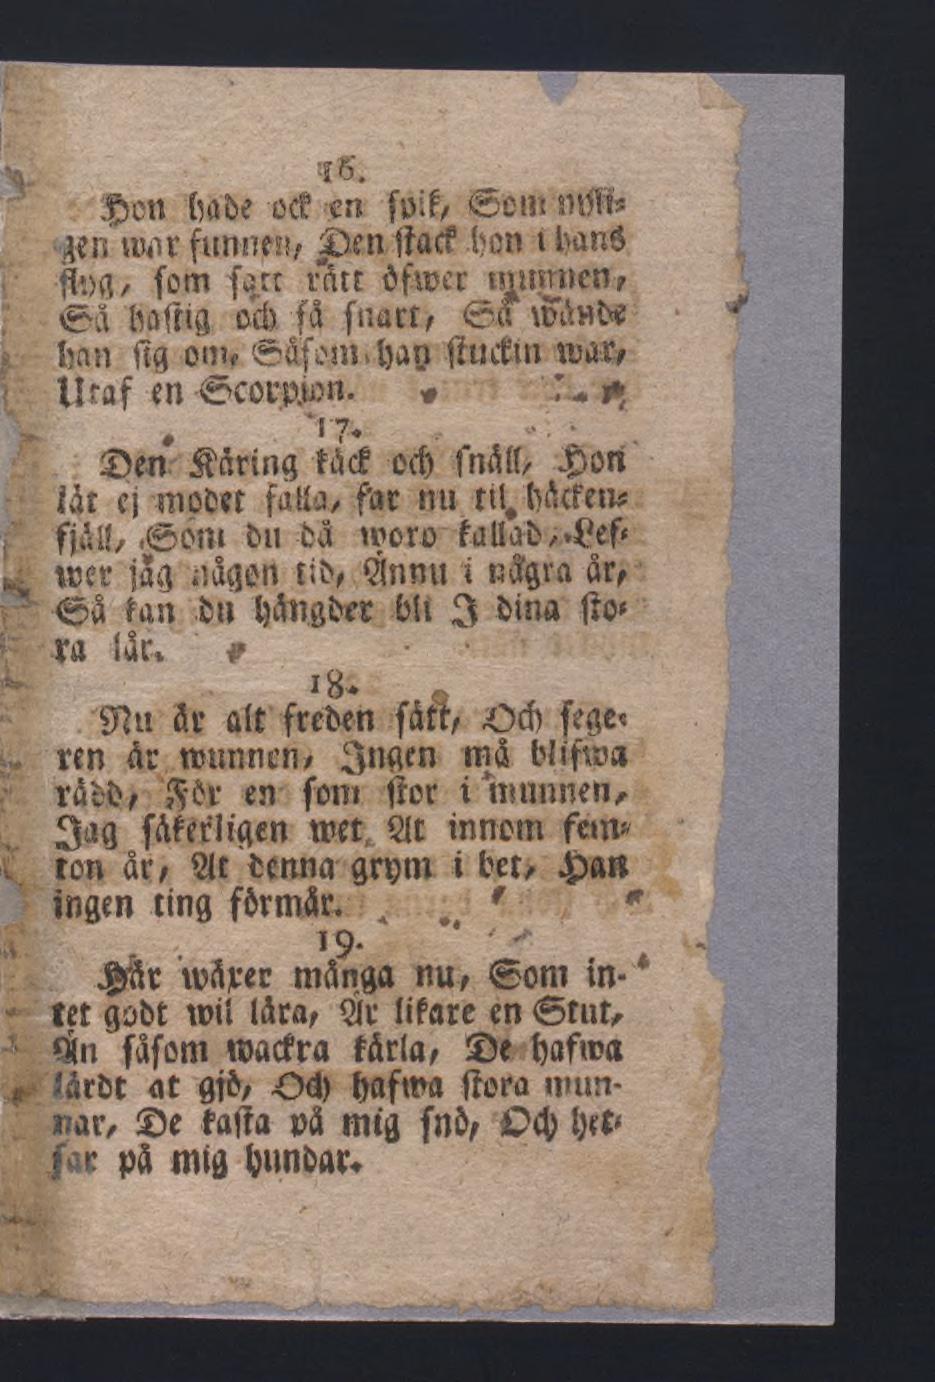 16.
Hon hade ock en spik, Som nyli-
gen war funnen, Den stack hon i hans
flyg, som satt rätt öfwer munnen,
Så hastig och så snart, Så wände
han sig om, Såsom han stuckin war,
Utaf en Scorpion.
17.
Den Käring käck och snäll, Hon
lät ej modet falla, far nu til häcken-
fjäll, Som du då woro kallad, Lef-
wer jag någon tid, Ännu i några år,
Så kan du hängder bli I dina sto-
ra lår.
18.
Nu är alt freden sätt, Och sege-
ren är wunnen, Ingen må blifwa
rädd, För en som stor i munnen,
Jag säkerligen wet, At innom fem-
ton år, At denna grym i bet, Han
ingen ting förmår.
19.
Här wäxer många nu, Som in-
tet godt wil lära, Är likare en Stut,
Än såsom wackra kärla, De hafwa
lärdt at gjö, Och hafwa stora mun-
nar, De kasta på mig snö, Och het-
sar på mig hundar.